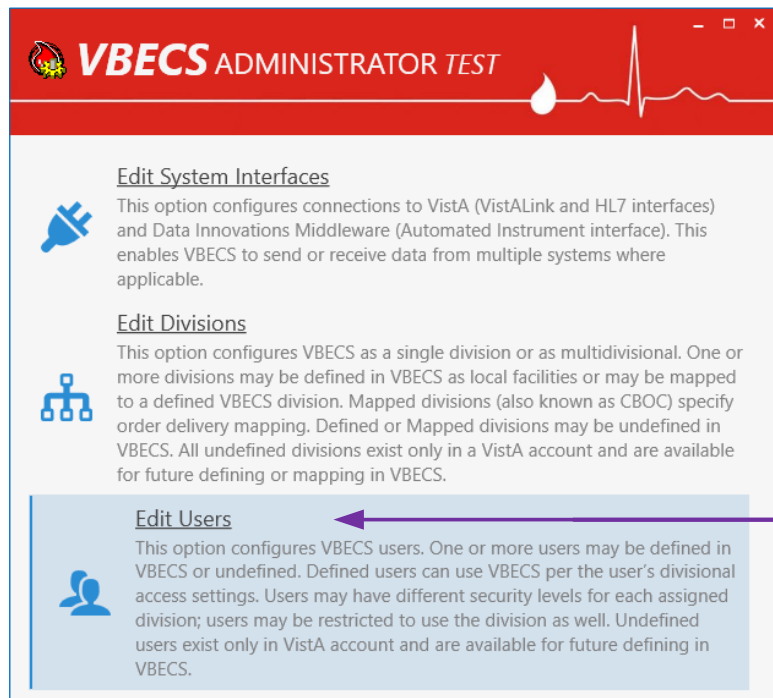 VBECS ADMINISTRATOR TEST
Edit System Interfaces
This option configures connections to VistA (VistALink and HL7 interfaces)
and Data Innovations Middleware (Automated Instrument interface). This
enables VBECS to send or receive data from multiple systems where
applicable.
Edit Divisions
This option configures VBECS as a single division or as multidivisional. One or
more divisions may be defined in VBECS as local facilities or may be mapped
to a defined VBECS division. Mapped divisions (also known as CBOC) specify
order delivery mapping. Defined or Mapped divisions may be undefined in
VBECS. All undefined divisions exist only in a VistA account and are available
for future defining or mapping in VBECS.
Edit Users
This option configures VBECS users. One or more users may be defined in
VBECS or undefined. Defined users can use VBECS per the user's divisional
access settings. Users may have different security levels for each assigned
division; users may be restricted to use the division as well. Undefined
users exist only in VistA account and are available for future defining in
VBECS.